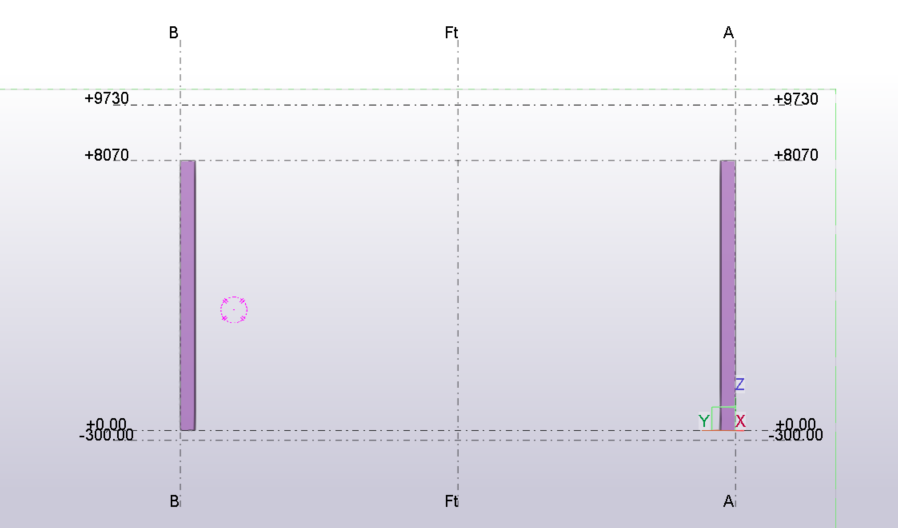 B Ft A
+9730 +9730
+8070 +8070
Z
Y X
±0.00 ±0.00
-300.00 -300.00
B Ft A